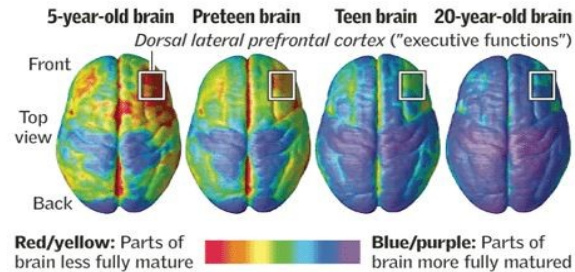 5-year-old brain Preteen brain Teen brain 20-year-old brain
Dorsal lateral prefrontal cortex ("executive functions")
Front
Top
view
Back
Red/yellow: Parts of
brain less fully mature
Blue/purple: Parts of
brain more fully matured